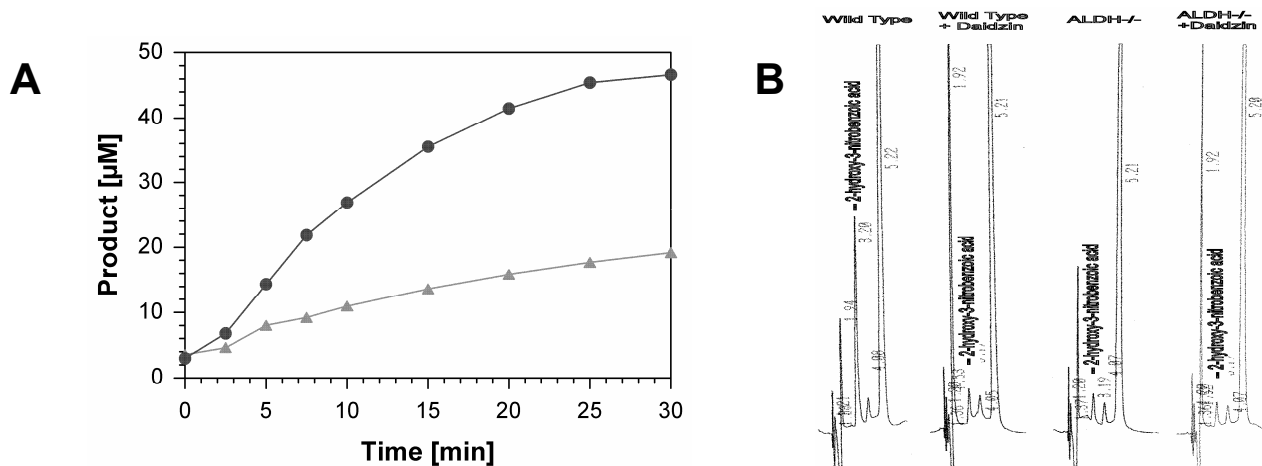 A
Product [µM]
50
40
30
20
10
0
0
5
10
15
20
25
30
Time [min]
B
Wild Type
= 2-hydroxy-3-nitrobenzoic acid
1.94
3.20
4.08
5.22
Wild Type
+ Daidzin
= 2-hydroxy-3-nitrobenzoic acid
1.92
4.05
5.21
ALDH-/-
= 2-hydroxy-3-nitrobenzoic acid
3.19
4.07
5.21
ALDH-/-
+Daidzin
= 2-hydroxy-3-nitrobenzoic acid
1.92
4.07
5.20